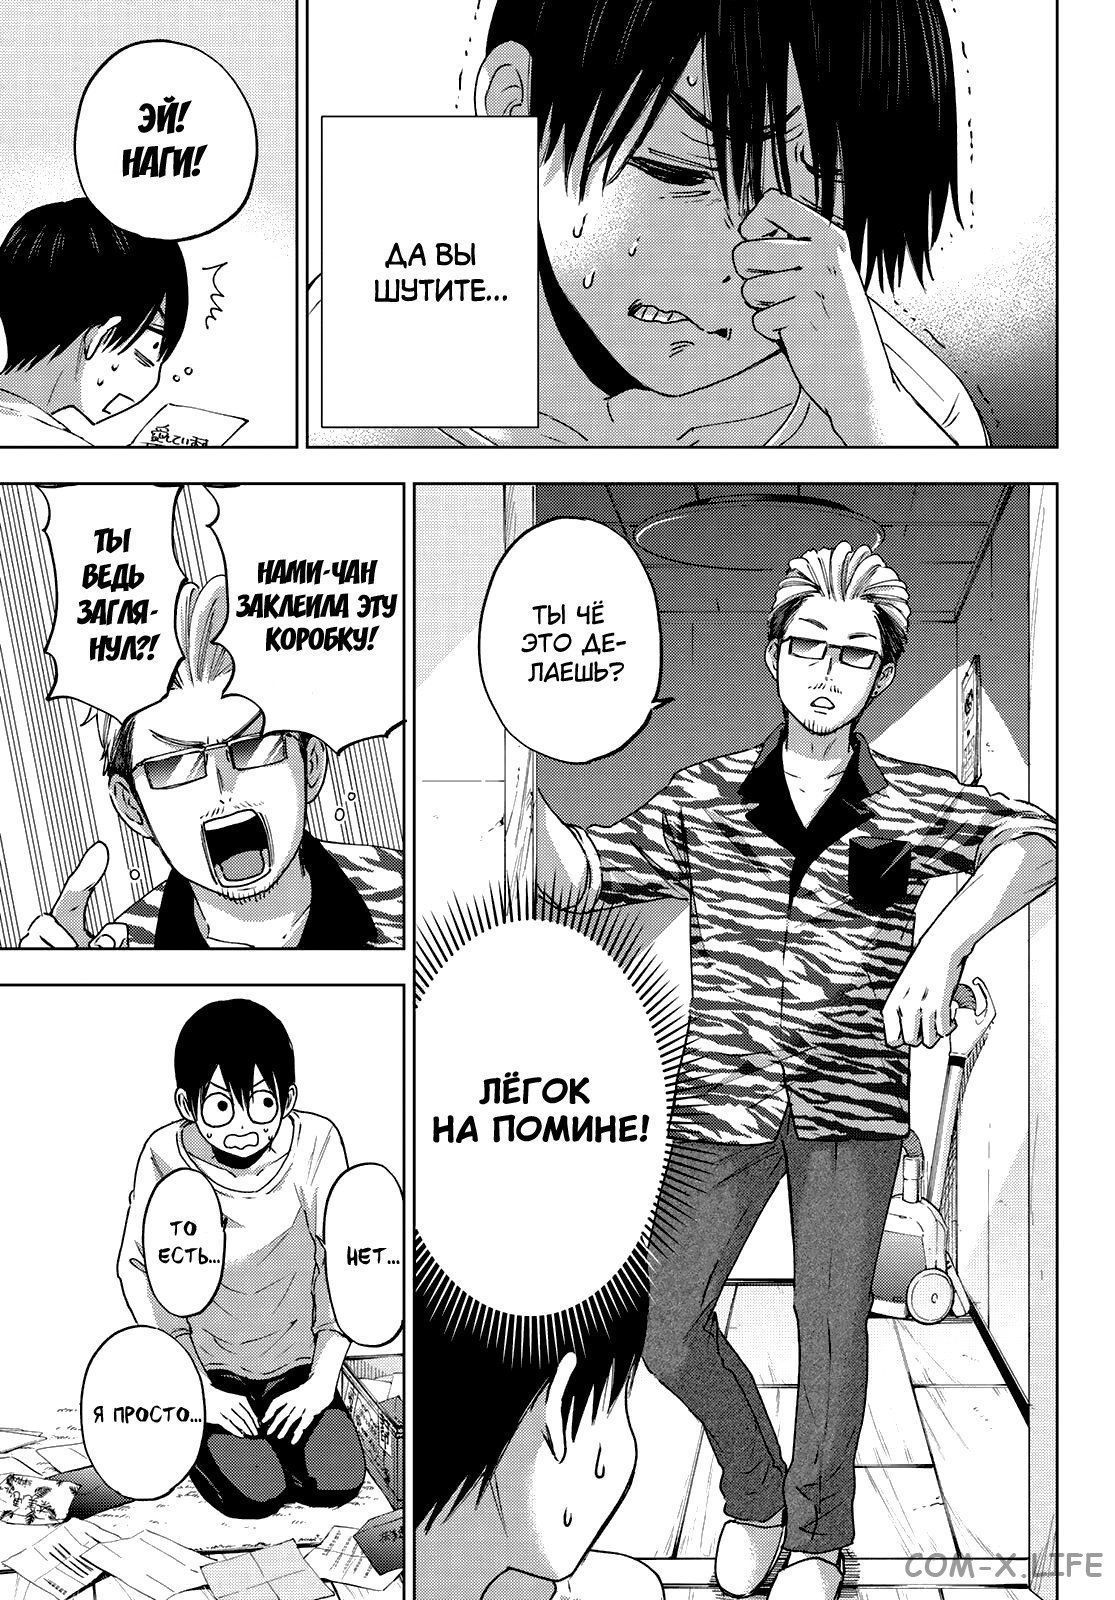 ДА ВЫ
ШУТИТЕ...
ЭЙ!
НАГИ!
ТЫ ЧЁ
ЭТО ДЕ-
ЛАЕШЬ?
ЛЁГОК
НА ПОМИНЕ!
НАМИ-ЧАН
ЗАКЛЕИЛА ЭТУ
КОРОБКУ!
ТЫ
ВЕДЬ
ЗАГЛЯ-
НУЛ?!
НЕТ...
ТО
ЕСТЬ...
Я ПРОСТО...
COM-X.LIFE